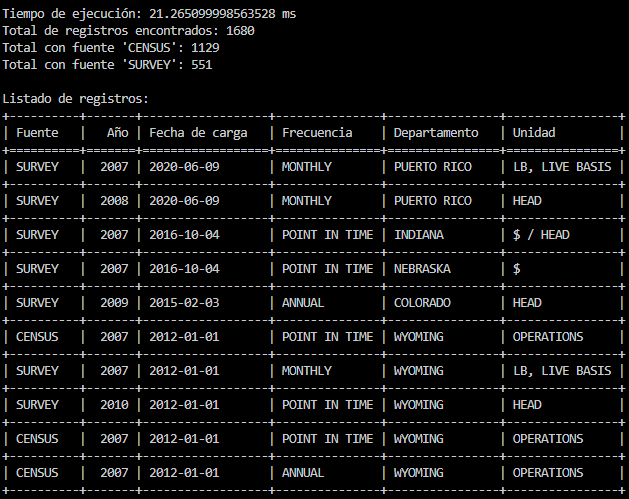 Tiempo de ejecución: 21.265099998563528 ms
Total de registros encontrados: 1680
Total con fuente 'CENSUS': 1129
Total con fuente 'SURVEY': 551

Listado de registros:
+----------+-------+-----------------+---------------+---------------+----------------+
| Fuente   |   Año | Fecha de carga  | Frecuencia    | Departamento  | Unidad         |
+==========+=======+=================+===============+===============+================+
| SURVEY   |  2007 | 2020-06-09      | MONTHLY       | PUERTO RICO   | LB, LIVE BASIS |
+----------+-------+-----------------+---------------+---------------+----------------+
| SURVEY   |  2008 | 2020-06-09      | MONTHLY       | PUERTO RICO   | HEAD           |
+----------+-------+-----------------+---------------+---------------+----------------+
| SURVEY   |  2007 | 2016-10-04      | POINT IN TIME | INDIANA       | $ / HEAD       |
+----------+-------+-----------------+---------------+---------------+----------------+
| SURVEY   |  2007 | 2016-10-04      | POINT IN TIME | NEBRASKA      | $              |
+----------+-------+-----------------+---------------+---------------+----------------+
| SURVEY   |  2009 | 2015-02-03      | ANNUAL        | COLORADO      | HEAD           |
+----------+-------+-----------------+---------------+---------------+----------------+
| CENSUS   |  2007 | 2012-01-01      | POINT IN TIME | WYOMING       | OPERATIONS     |
+----------+-------+-----------------+---------------+---------------+----------------+
| SURVEY   |  2007 | 2012-01-01      | MONTHLY       | WYOMING       | LB, LIVE BASIS |
+----------+-------+-----------------+---------------+---------------+----------------+
| SURVEY   |  2010 | 2012-01-01      | POINT IN TIME | WYOMING       | HEAD           |
+----------+-------+-----------------+---------------+---------------+----------------+
| CENSUS   |  2007 | 2012-01-01      | POINT IN TIME | WYOMING       | OPERATIONS     |
+----------+-------+-----------------+---------------+---------------+----------------+
| CENSUS   |  2007 | 2012-01-01      | ANNUAL        | WYOMING       | OPERATIONS     |
+----------+-------+-----------------+---------------+---------------+----------------+